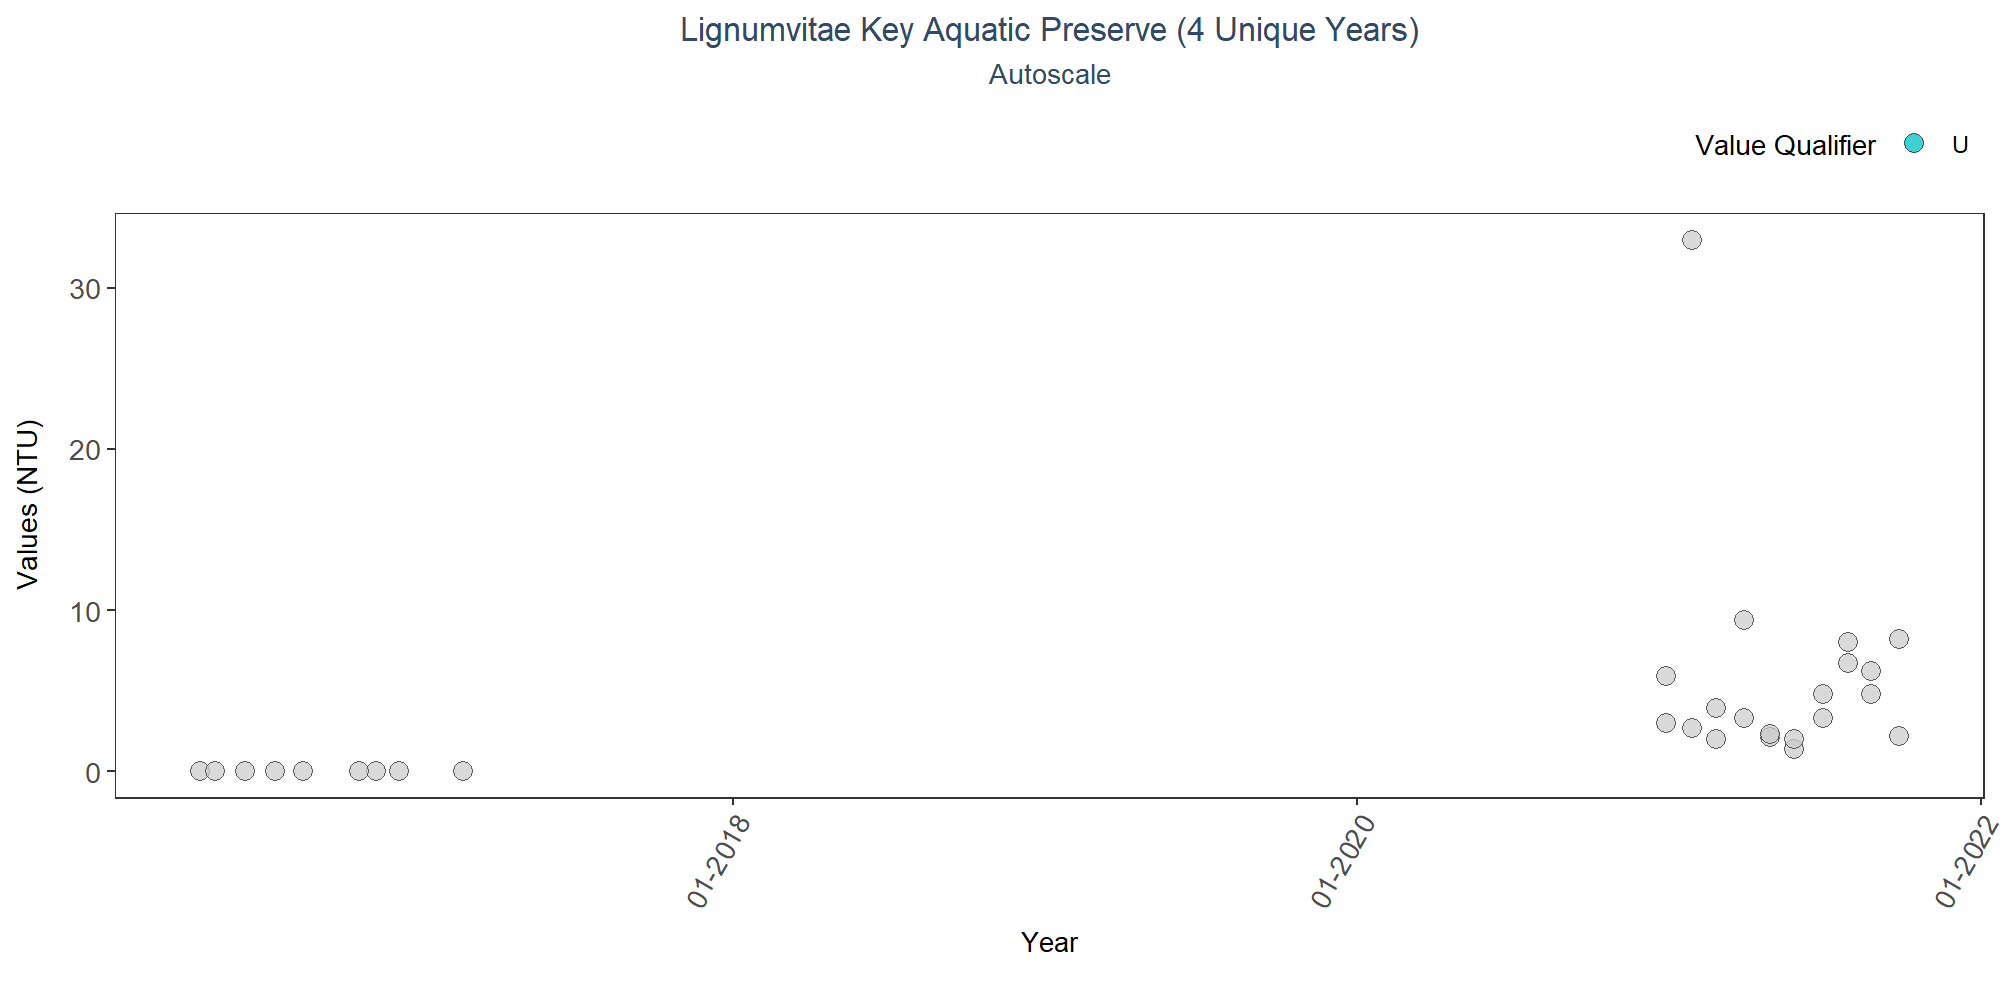 Lignumvitae Key Aquatic Preserve (4 Unique Years)
Autoscale
Value Qualifier U
Values (NTU)
30
20
10
0
01-2018 01-2020 01-2022
Year